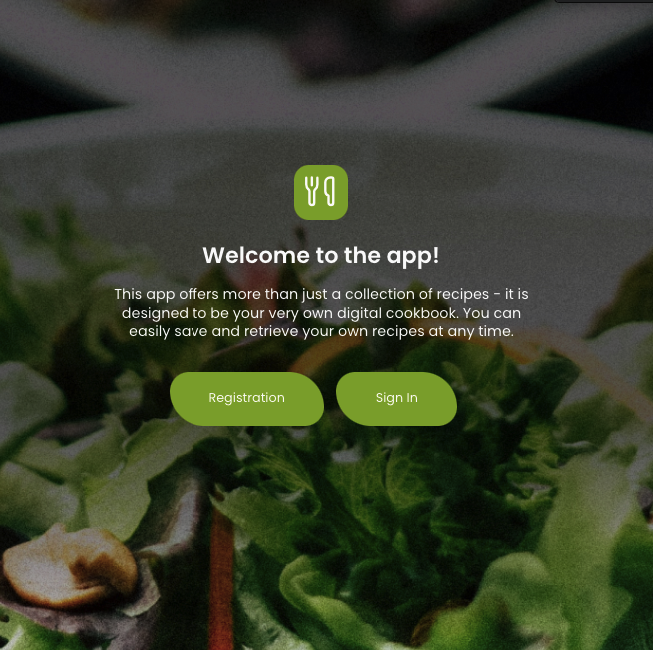 Welcome to the app!
This app offers more than just a collection of recipes - it is
designed to be your very own digital cookbook. You can
easily save and retrieve your own recipes at any time.
Registration
Sign In